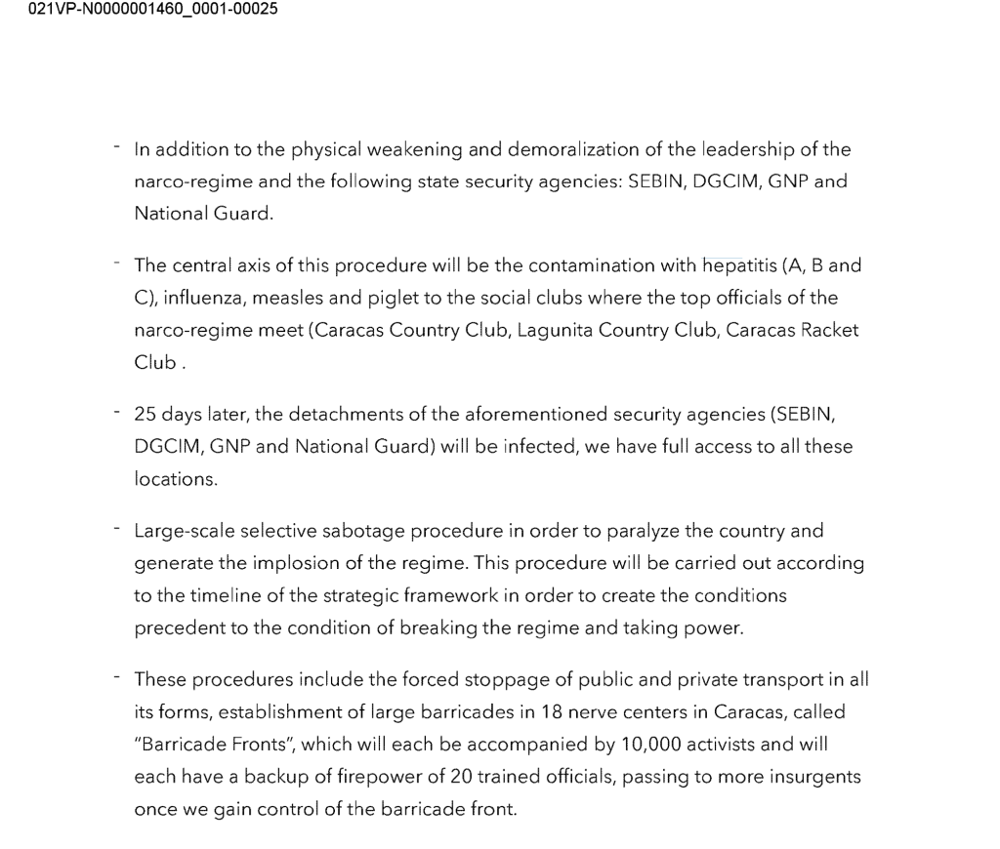 021VP-N0000001460_0001-00025
- In addition to the physical weakening and demoralization of the leadership of the
narco-regime and the following state security agencies: SEBIN, DGCIM, GNP and
National Guard.
- The central axis of this procedure will be the contamination with hepatitis (A, B and
C), influenza, measles and piglet to the social clubs where the top officials of the
narco-regime meet (Caracas Country Club, Lagunita Country Club, Caracas Racket
Club .
- 25 days later, the detachments of the aforementioned security agencies (SEBIN,
DGCIM, GNP and National Guard) will be infected, we have full access to all these
locations.
- Large-scale selective sabotage procedure in order to paralyze the country and
generate the implosion of the regime. This procedure will be carried out according
to the timeline of the strategic framework in order to create the conditions
precedent to the condition of breaking the regime and taking power.
- These procedures include the forced stoppage of public and private transport in all
its forms, establishment of large barricades in 18 nerve centers in Caracas, called
"Barricade Fronts", which will each be accompanied by 10,000 activists and will
each have a backup of firepower of 20 trained officials, passing to more insurgents
once we gain control of the barricade front.